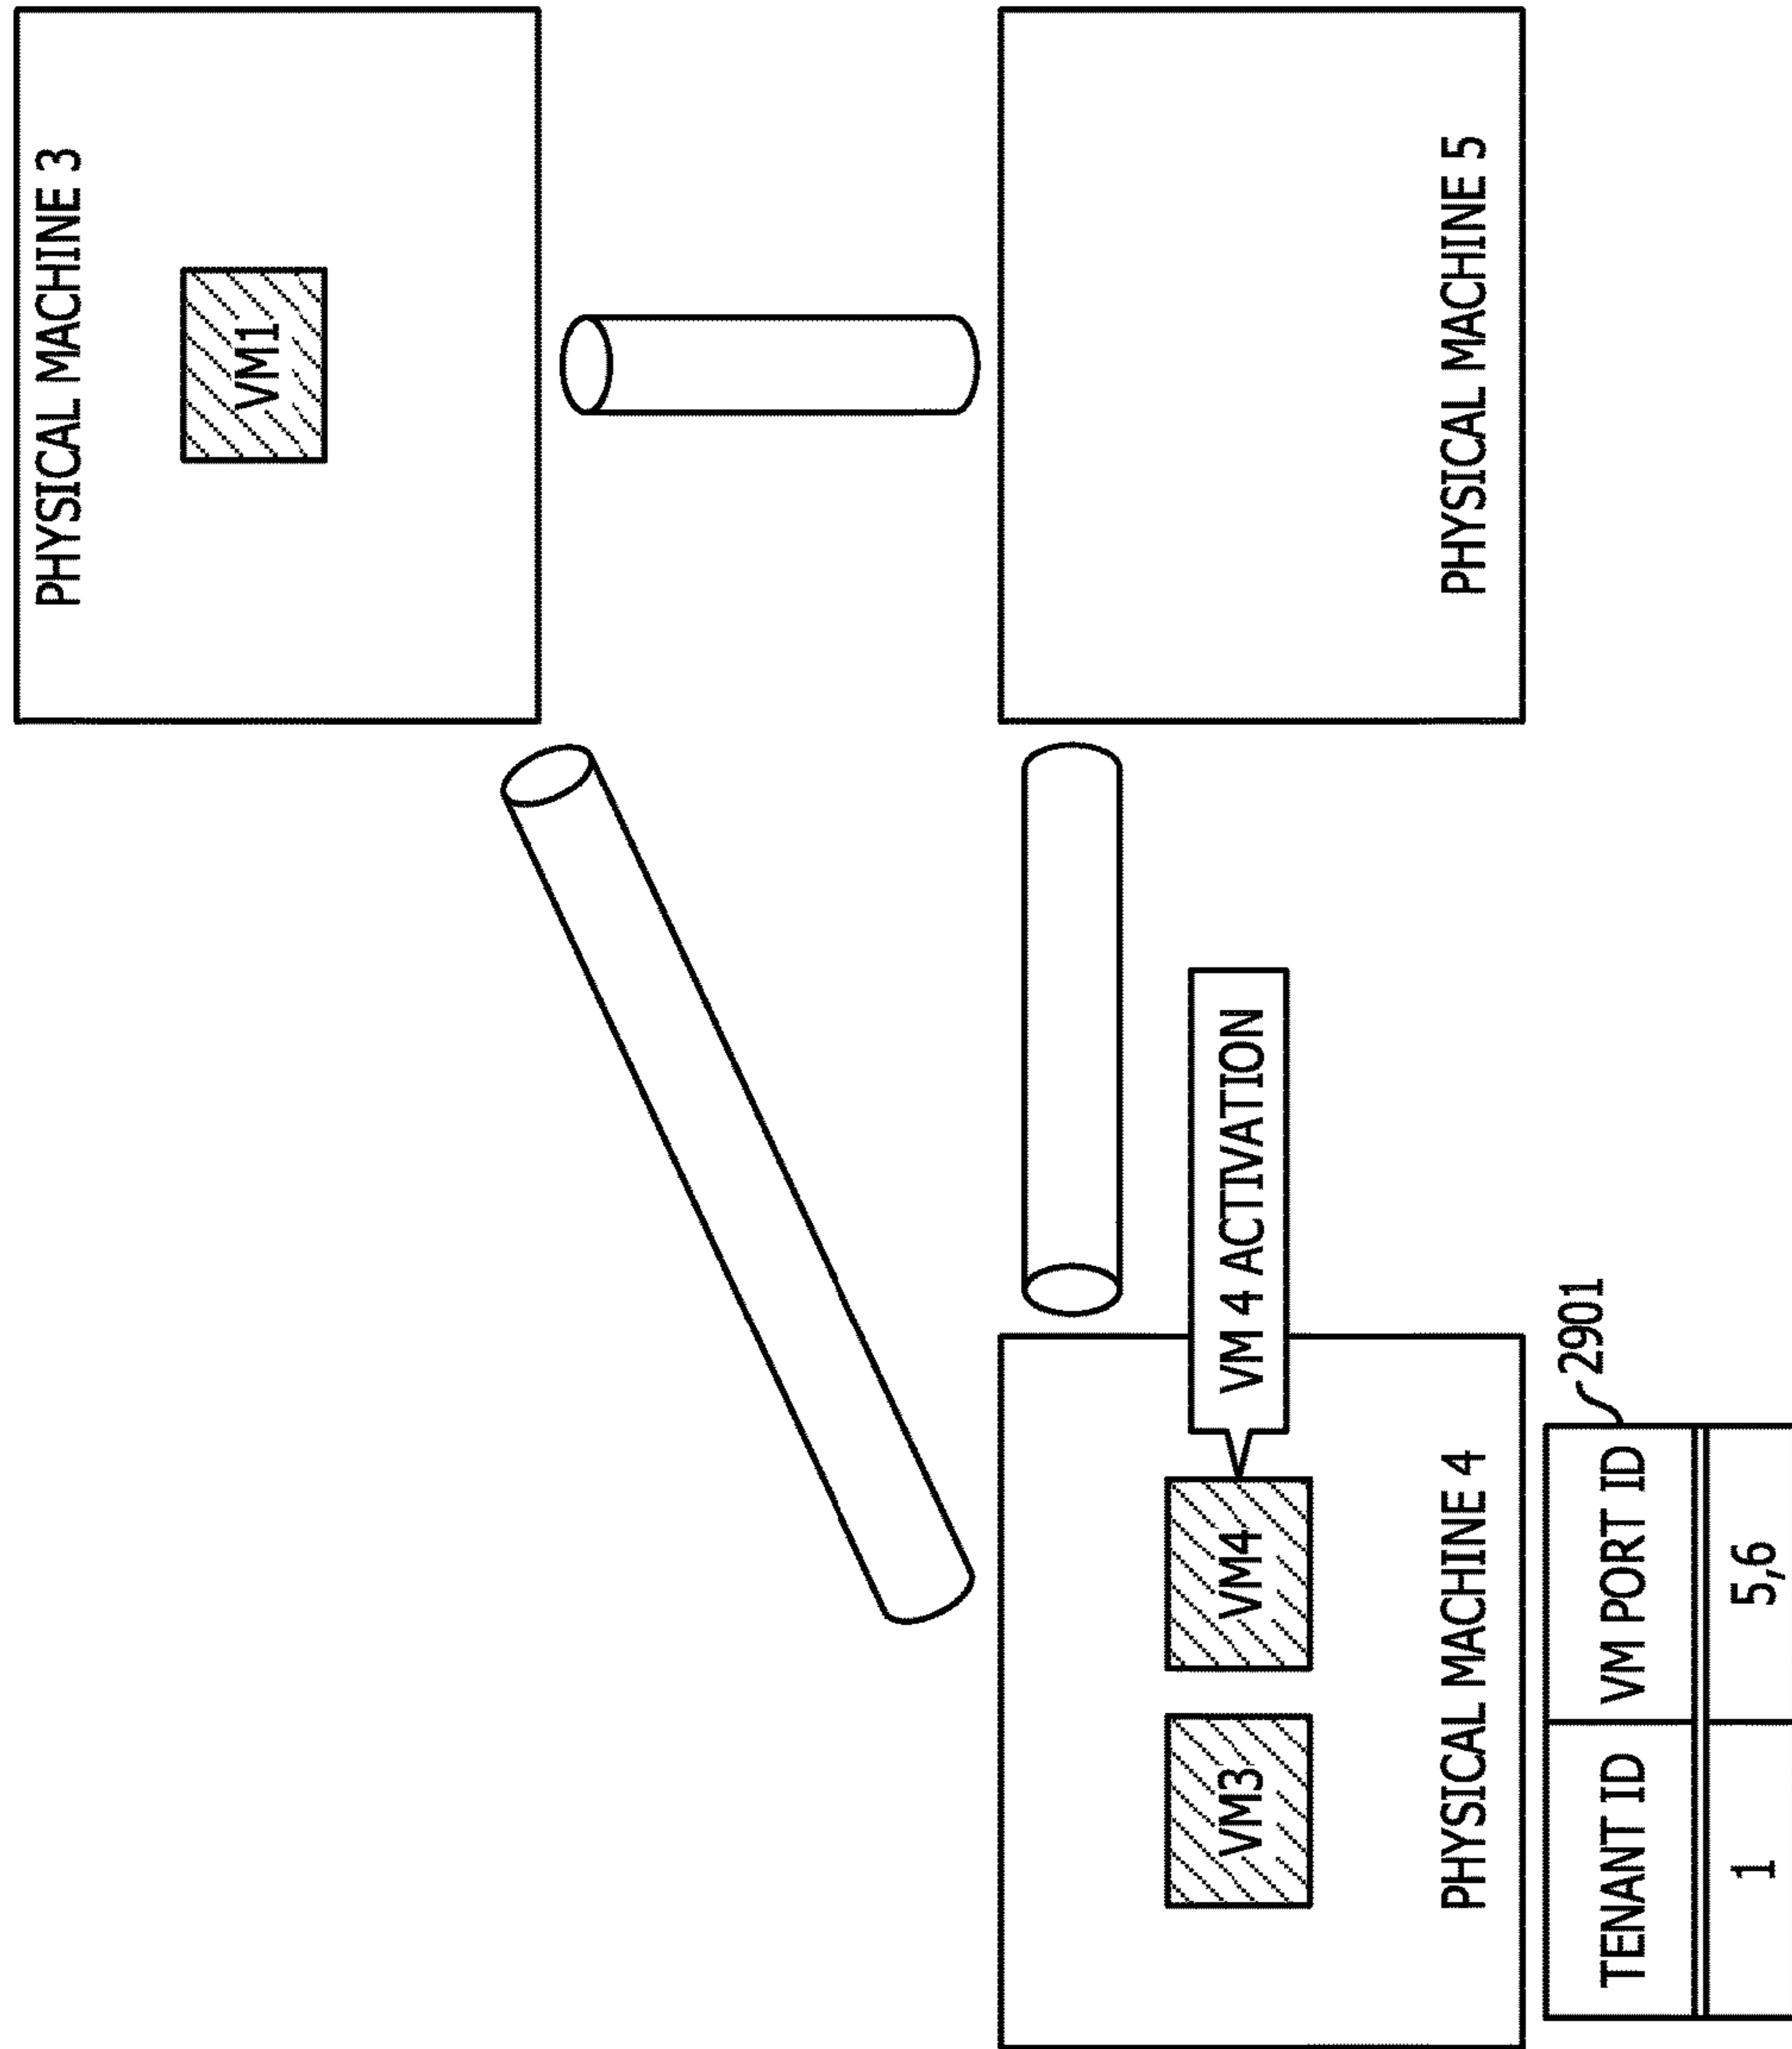 PHYSICAL MACHINE 3
VM1
VM3
VM4
VM 4 ACTIVATION
PHYSICAL MACHINE 4
PHYSICAL MACHINE 5
2901
TENANT ID
VM PORT ID
1
5,6